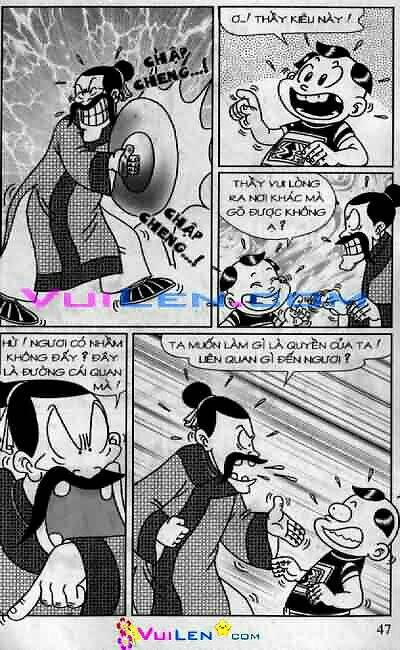 CHẬP
CHENG...!
CHẬP
CHENG...!
Ơ..! THẦY KIỀU NÀY!
THẦY VUI LÒNG
RA NƠI KHÁC MÀ
GÕ ĐƯỢC KHÔNG
Ạ?
VUILEN.COM
HỪ! NGƯƠI CÓ NHẦM
KHÔNG ĐẤY? ĐÂY
LÀ ĐƯỜNG CÁI QUAN
MÀ!
TA MUỐN LÀM GÌ LÀ QUYỀN CỦA TA!
LIÊN QUAN GÌ ĐẾN NGƯƠI?
47
VUILEN.COM